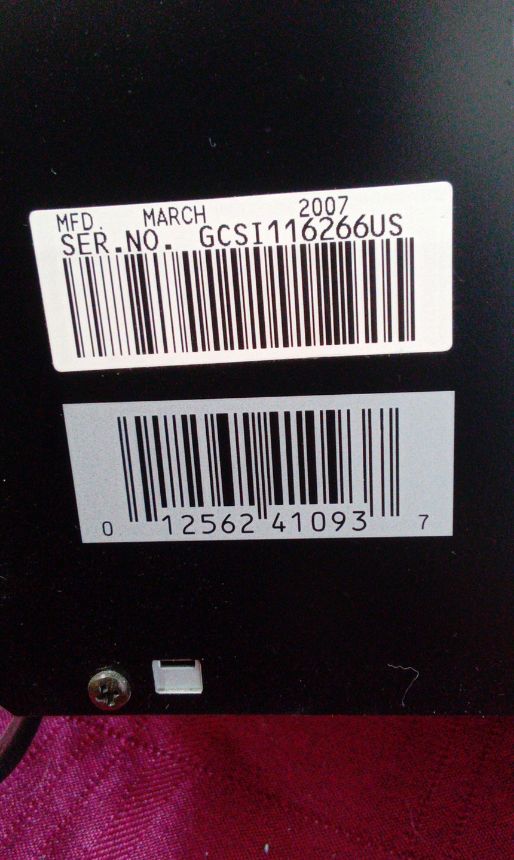 MFD. MARCH 2007
SER.NO. GCSI116266US
0 12562 41093 7